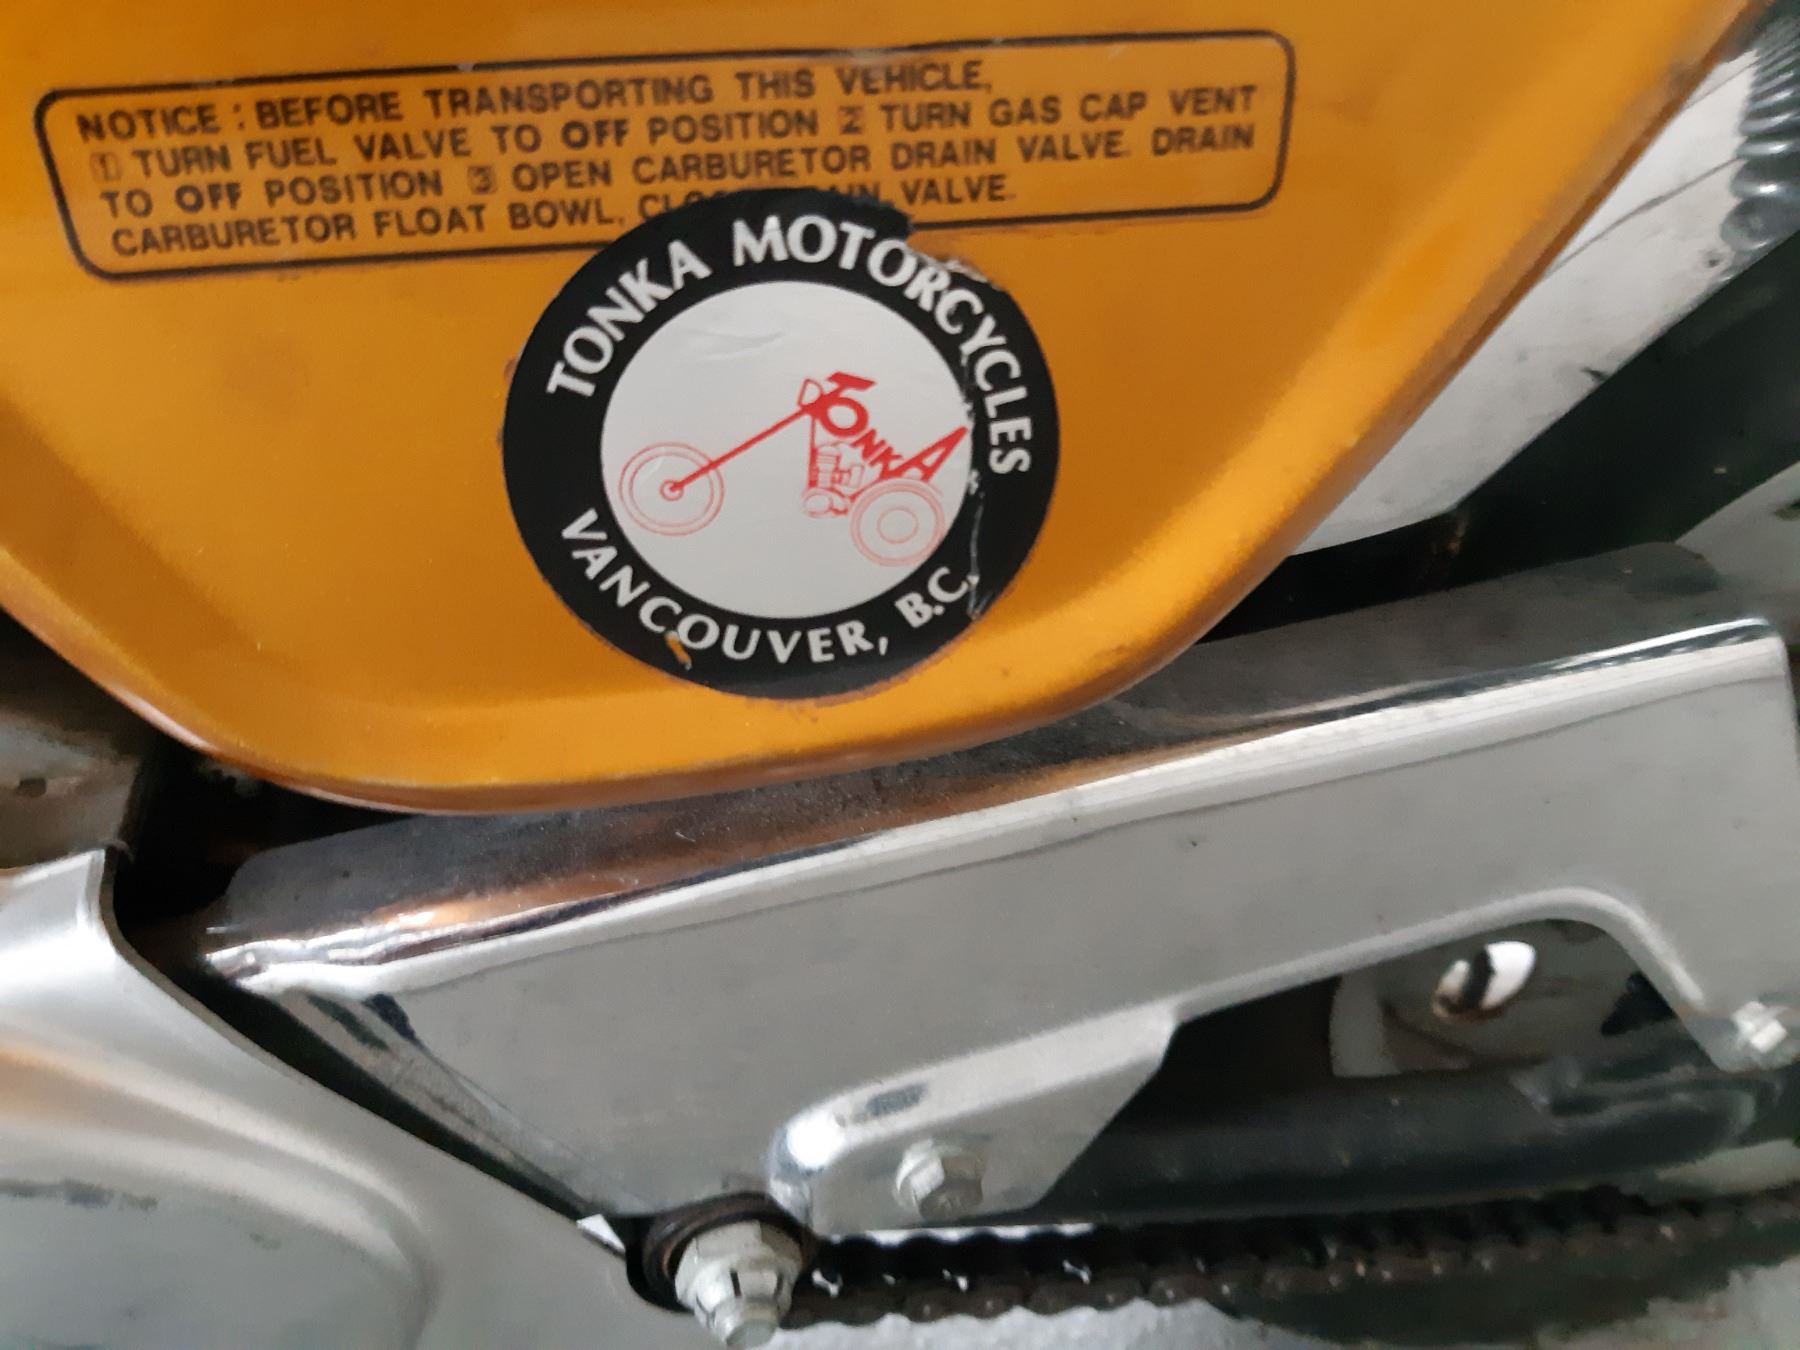 NOTICE : BEFORE TRANSPORTING THIS VEHICLE,
1 TURN FUEL VALVE TO OFF POSITION 2 TURN GAS CAP VENT
TO OFF POSITION 3 OPEN CARBURETOR DRAIN VALVE. DRAIN
CARBURETOR FLOAT BOWL. VALVE.
TONKA MOTORCYCLES
TONKA
VANCOUVER, B.C.